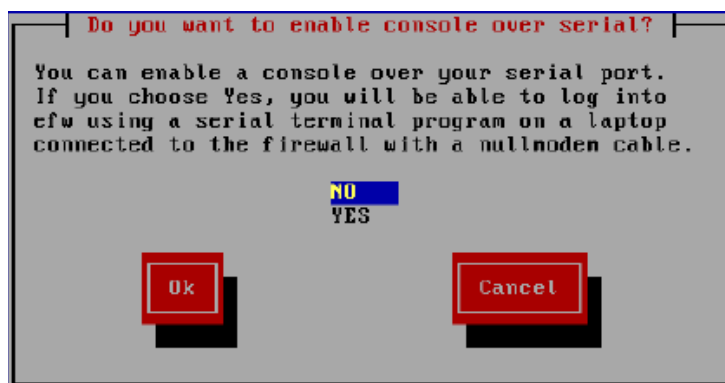 Do you want to enable console over serial?
You can enable a console over your serial port.
If you choose Yes, you will be able to log into
efw using a serial terminal program on a laptop
connected to the firewall with a nullmodem cable.
NO
YES
Ok Cancel